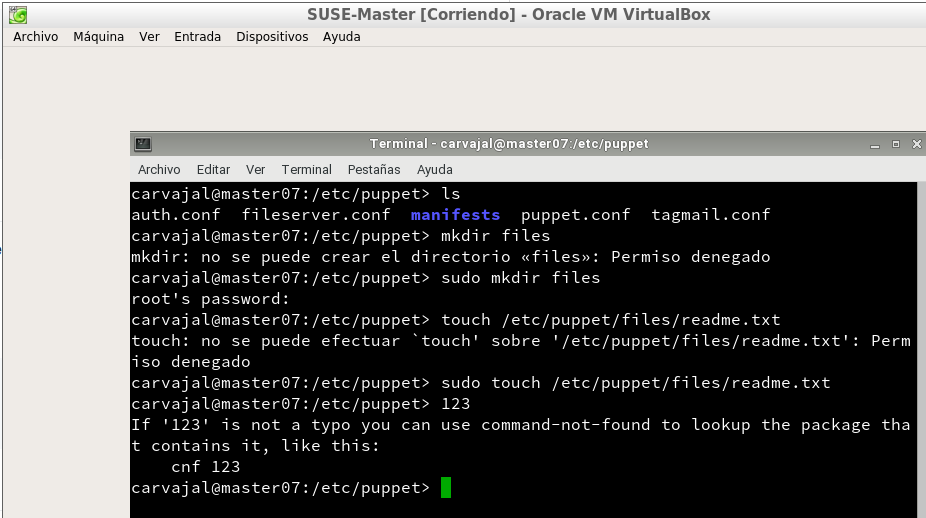 SUSE-Master [Corriendo] - Oracle VM VirtualBox
Archivo Máquina Ver Entrada Dispositivos Ayuda
Terminal - carvajal@master07:/etc/puppet
Archivo Editar Ver Terminal Pestañas Ayuda
carvajal@master07:/etc/puppet> ls
auth.conf fileserver.conf manifests puppet.conf tagmail.conf
carvajal@master07:/etc/puppet> mkdir files
mkdir: no se puede crear el directorio «files»: Permiso denegado
carvajal@master07:/etc/puppet> sudo mkdir files
root's password:
carvajal@master07:/etc/puppet> touch /etc/puppet/files/readme.txt
touch: no se puede efectuar `touch' sobre '/etc/puppet/files/readme.txt': Perm
iso denegado
carvajal@master07:/etc/puppet> sudo touch /etc/puppet/files/readme.txt
carvajal@master07:/etc/puppet> 123
If '123' is not a typo you can use command-not-found to lookup the package tha
t contains it, like this:
    cnf 123
carvajal@master07:/etc/puppet>